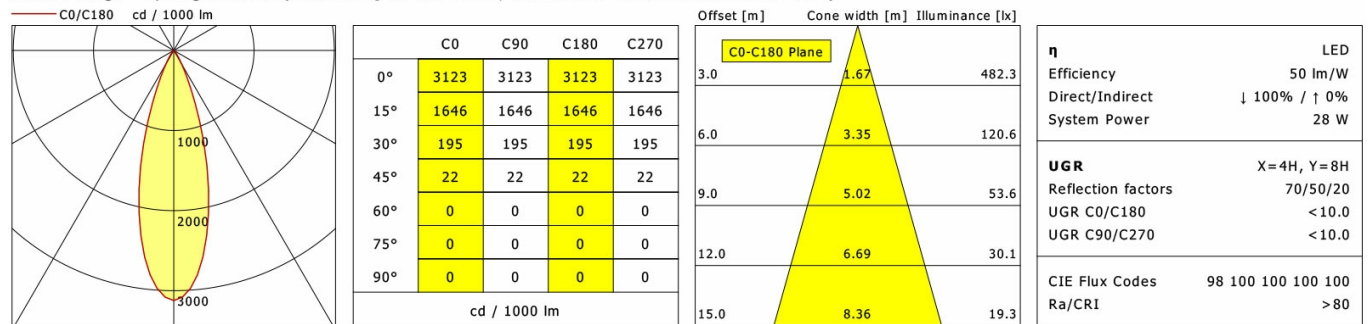 C0/C180 cd / 1000 lm
1000
2000
3000
C0 C90 C180 C270
0° 3123 3123 3123 3123
15° 1646 1646 1646 1646
30° 195 195 195 195
45° 22 22 22 22
60° 0 0 0 0
75° 0 0 0 0
90° 0 0 0 0
cd / 1000 lm
Offset [m] Cone width [m] Illuminance [lx]
C0-C180 Plane
3.0 1.67 482.3
6.0 3.35 120.6
9.0 5.02 53.6
12.0 6.69 30.1
15.0 8.36 19.3
η LED
Efficiency 50 lm/W
Direct/Indirect ↓ 100% / ↑ 0%
System Power 28 W
UGR X=4H, Y=8H
Reflection factors 70/50/20
UGR C0/C180 <10.0
UGR C90/C270 <10.0
CIE Flux Codes 98 100 100 100 100
Ra/CRI >80